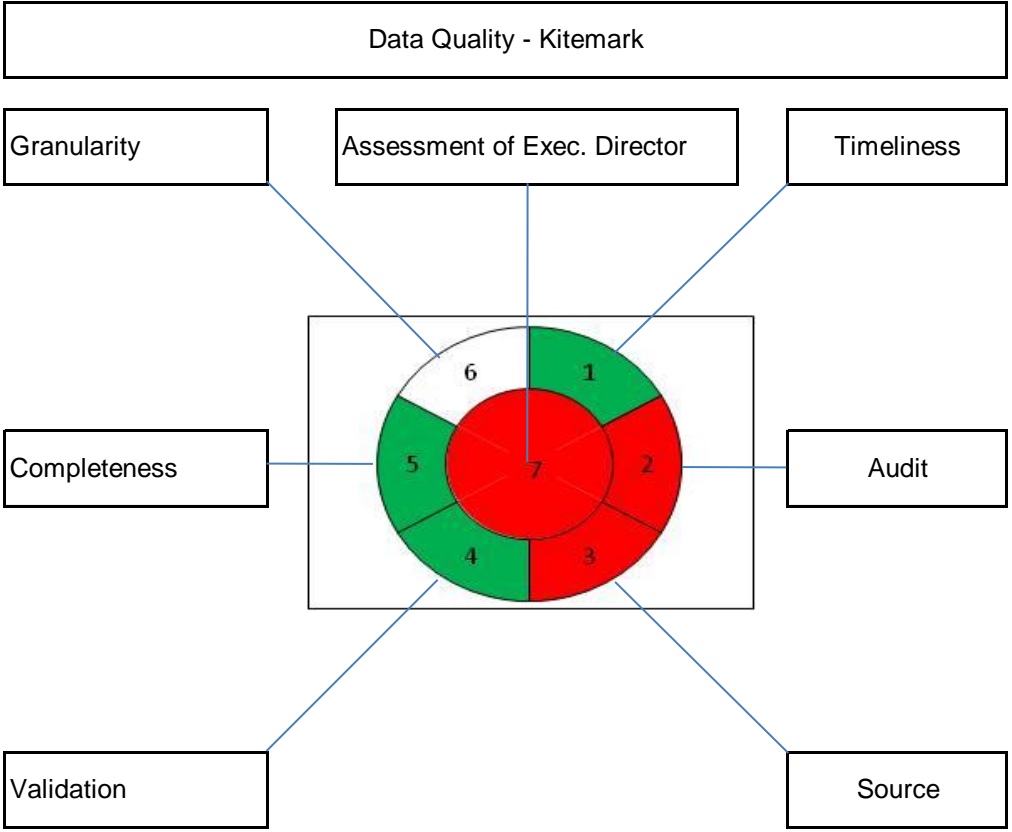 Data Quality - Kitemark
Granularity
Assessment of Exec. Director
Timeliness
6
1
Completeness
5
7
2
Audit
4
3
Validation
Source